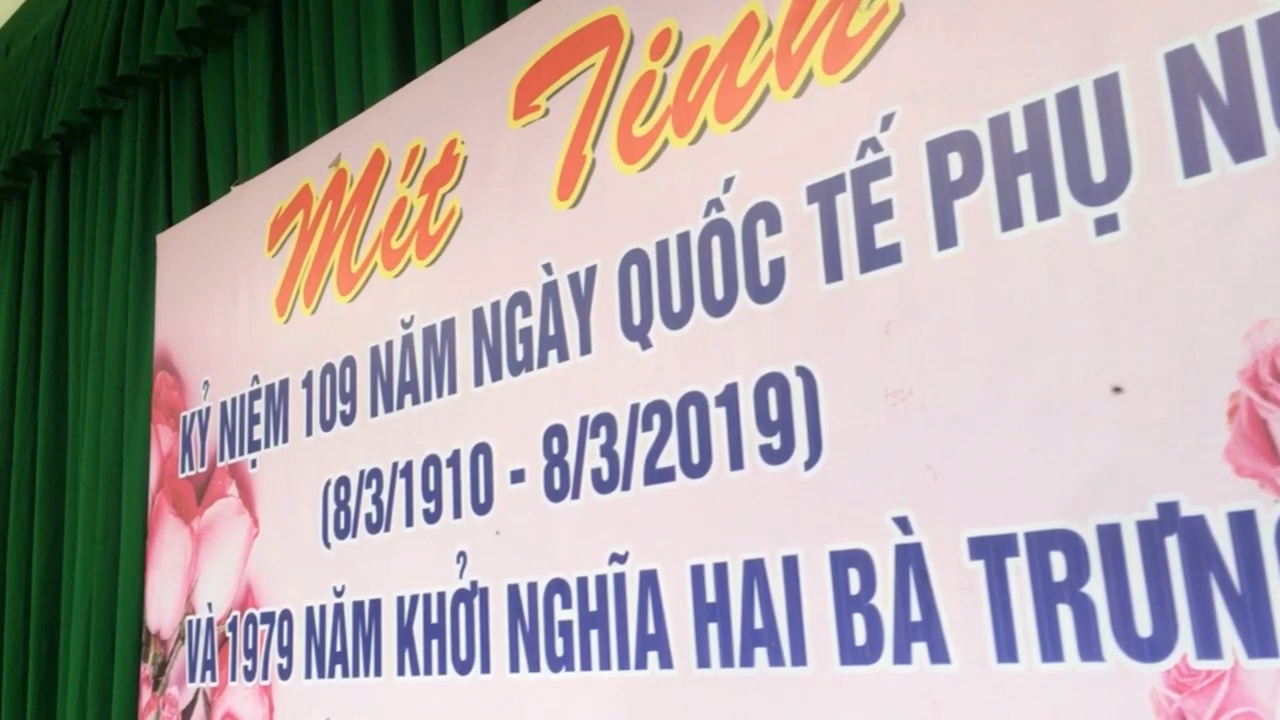 Mít Tinh
KỶ NIỆM 109 NĂM NGÀY QUỐC TẾ PHỤ
(8/3/1910 - 8/3/2019)
VÀ 1979 NĂM KHỞI NGHĨA HAI BÀ TRƯNG